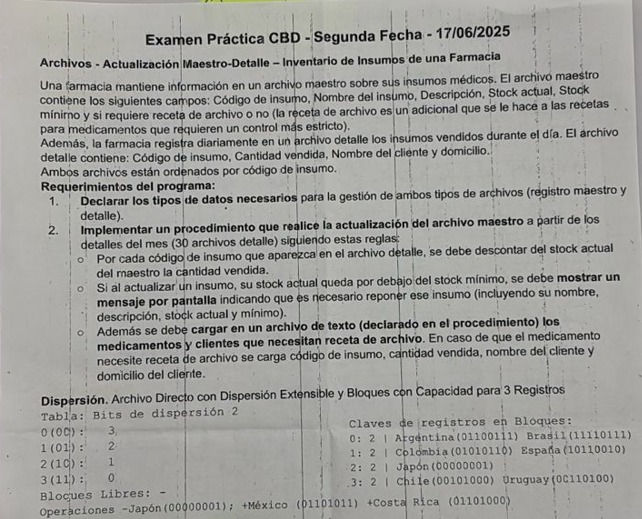 Examen Práctica CBD - Segunda Fecha - 17/06/2025
Archivos - Actualización Maestro-Detalle – Inventario de Insumos de una Farmacia
Una farmacia mantiene información en un archivo maestro sobre sus insumos médicos. El archivo maestro
contiene los siguientes campos: Código de insumo, Nombre del insumo, Descripción, Stock actual, Stock
mínimo y si requiere receta de archivo o no (la receta de archivo es un adicional que se le hace a las recetas
para medicamentos que requieren un control más estricto).
Además, la farmacia registra diariamente en un archivo detalle los insumos vendidos durante el día. El archivo
detalle contiene: Código de insumo, Cantidad vendida, Nombre del cliente y domicilio.
Ambos archivos están ordenados por código de insumo.
Requerimientos del programa:
1. Declarar los tipos de datos necesarios para la gestión de ambos tipos de archivos (registro maestro y
detalle).
2. Implementar un procedimiento que realice la actualización del archivo maestro a partir de los
detalles del mes (30 archivos detalle) siguiendo estas reglas:
○ Por cada código de insumo que aparezca en el archivo detalle, se debe descontar del stock actual
del maestro la cantidad vendida.
○ Si al actualizar un insumo, su stock actual queda por debajo del stock mínimo, se debe mostrar un
mensaje por pantalla indicando que es necesario reponer ese insumo (incluyendo su nombre,
descripción, stock actual y mínimo).
○ Además se debe cargar en un archivo de texto (declarado en el procedimiento) los
medicamentos y clientes que necesitan receta de archivo. En caso de que el medicamento
necesite receta de archivo se carga código de insumo, cantidad vendida, nombre del cliente y
domicilio del cliente.
Dispersión. Archivo Directo con Dispersión Extensible y Bloques con Capacidad para 3 Registros
Tabla: Bits de dispersión 2
0 (00) : 3
1 (01) : 2
2 (10) : 1
3 (11) : 0
Bloques Libres: -
Claves de registros en Bloques:
0: 2 | Argentina(01100111) Brasil(11110111)
1: 2 | Colombia(01010110) España(10110010)
2: 2 | Japón(00000001)
3: 2 | Chile(00101000) Uruguay(00110100)
Operaciones -Japón(00000001); +México (01101011) +Costa Rica (01101000)